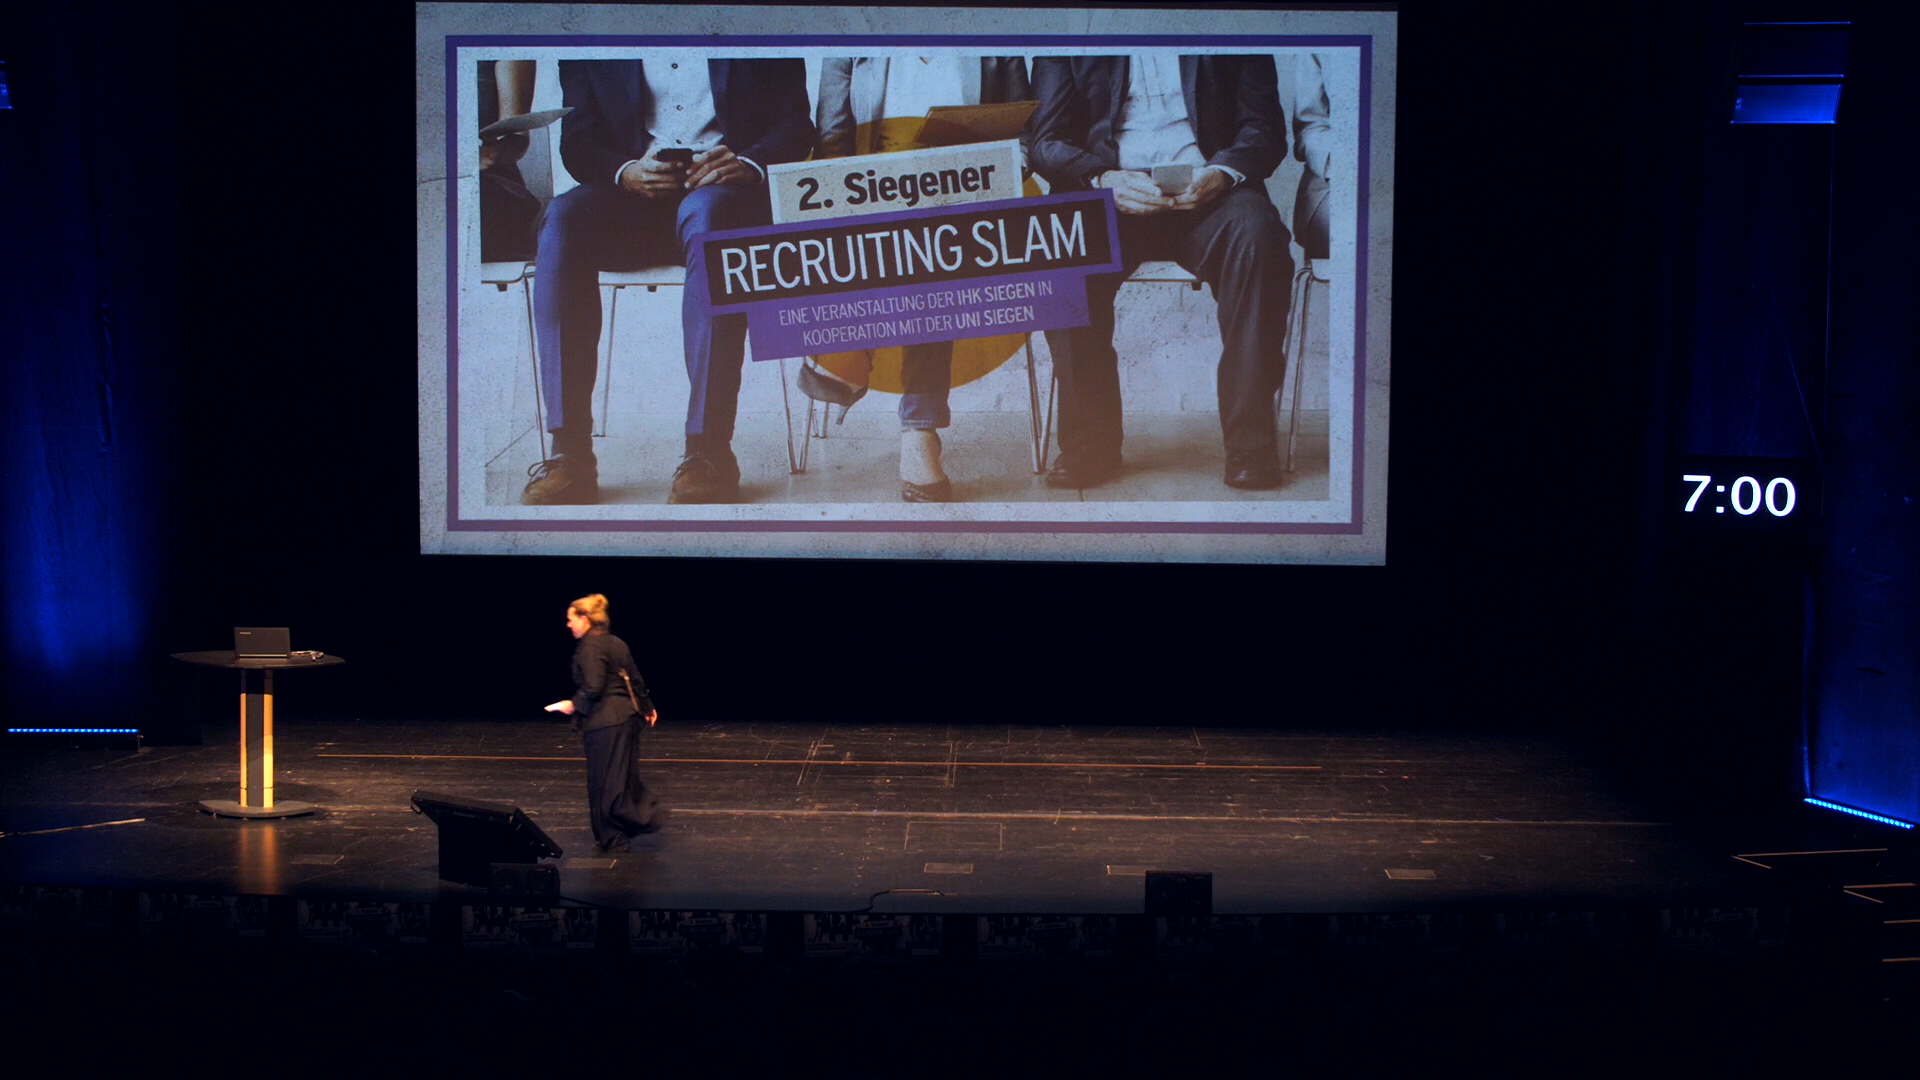 2. Siegener
RECRUITING SLAM
EINE VERANSTALTUNG DER IHK SIEGEN IN
KOOPERATION MIT DER UNI SIEGEN
7:00